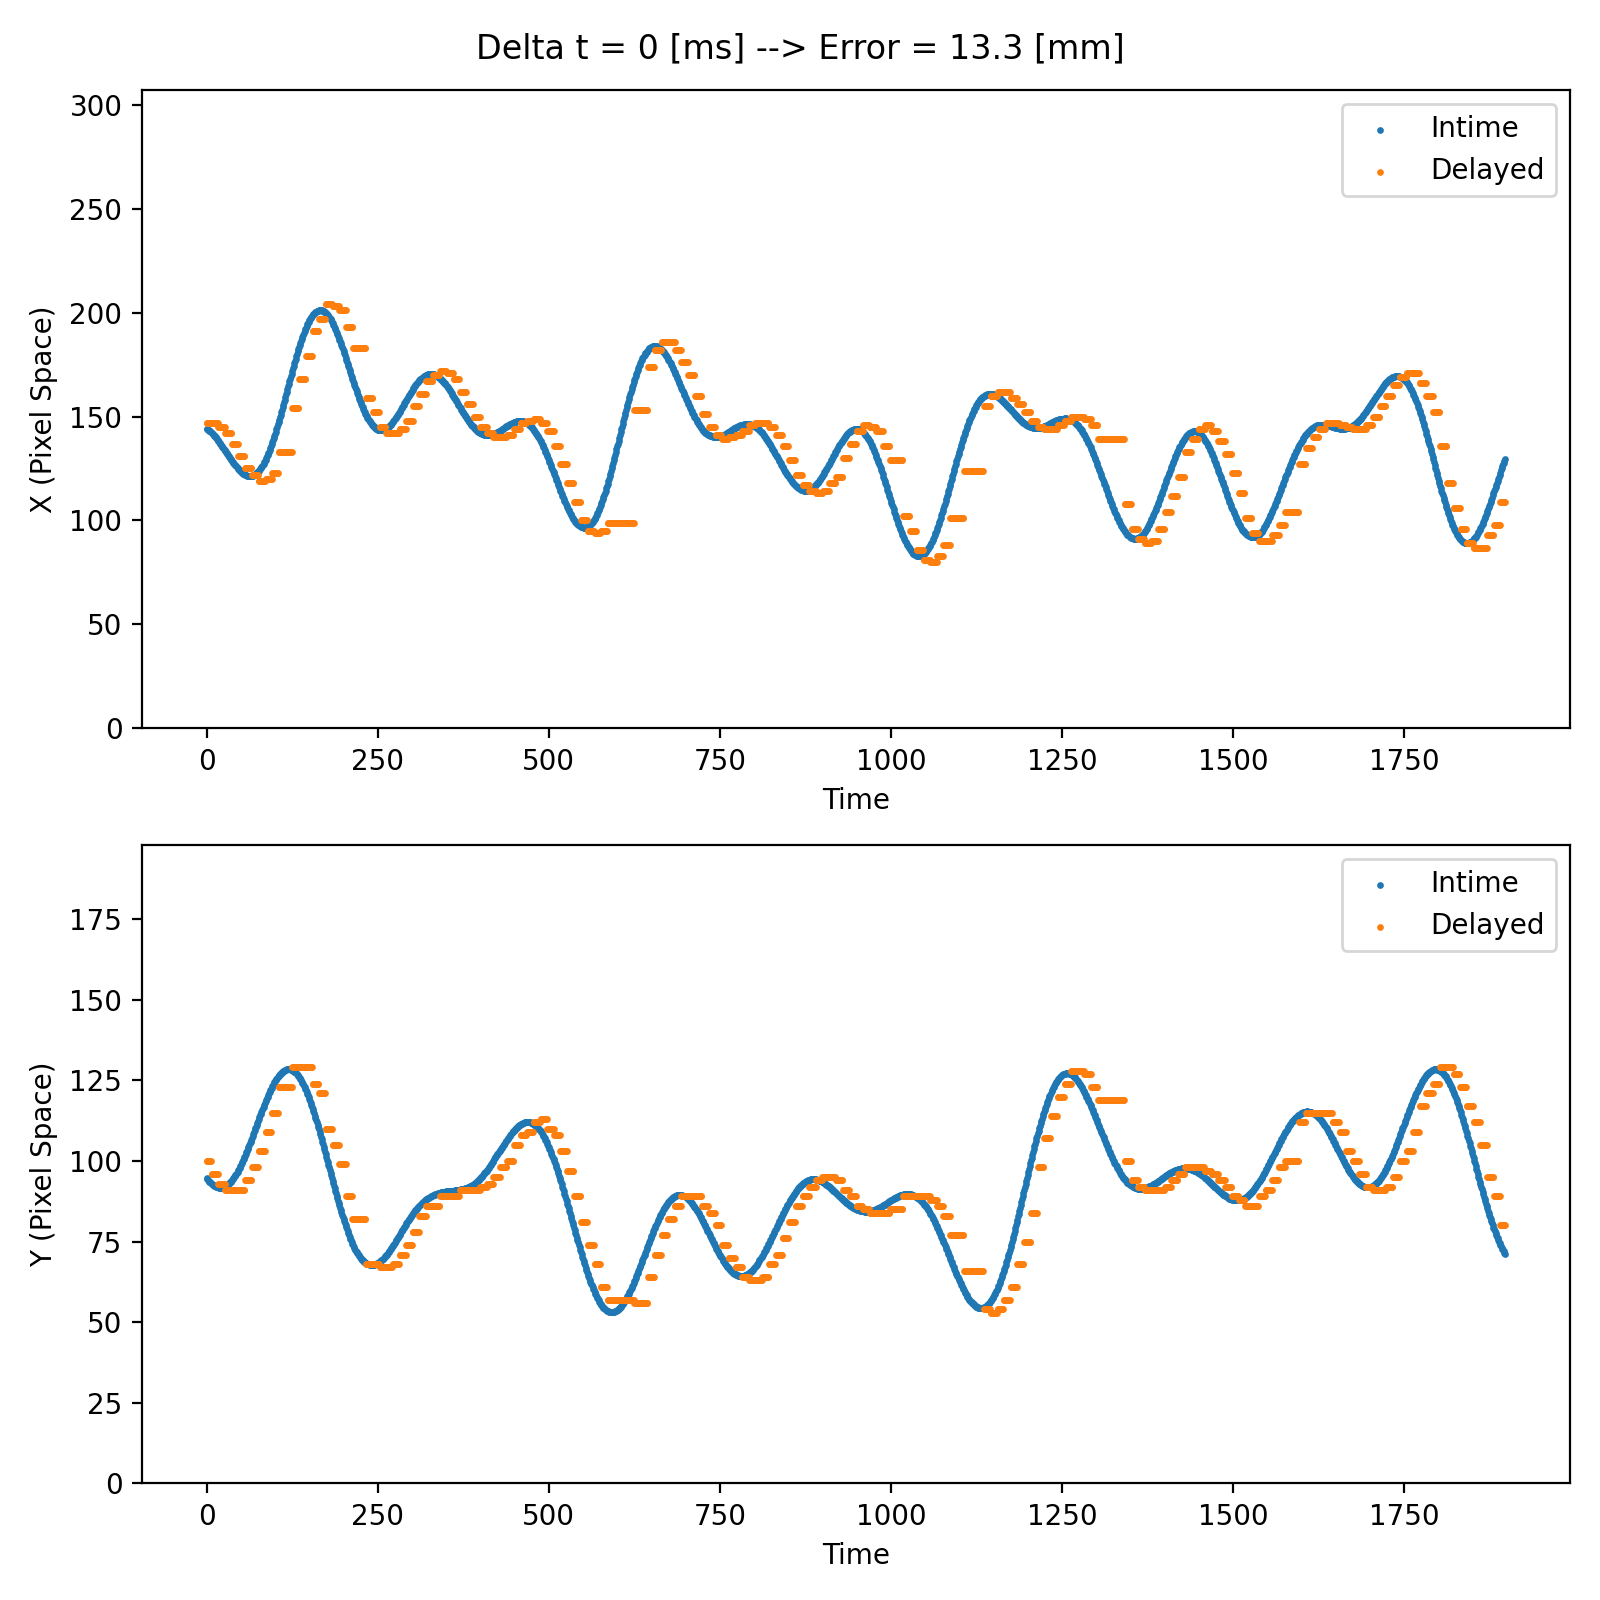 Delta t = 0 [ms] --> Error = 13.3 [mm]
300
250
200
150
100
50
0
X (Pixel Space)
Intime
Delayed
0 250 500 750 1000 1250 1500 1750
Time
175
150
125
100
75
50
25
0
Y (Pixel Space)
Intime
Delayed
0 250 500 750 1000 1250 1500 1750
Time